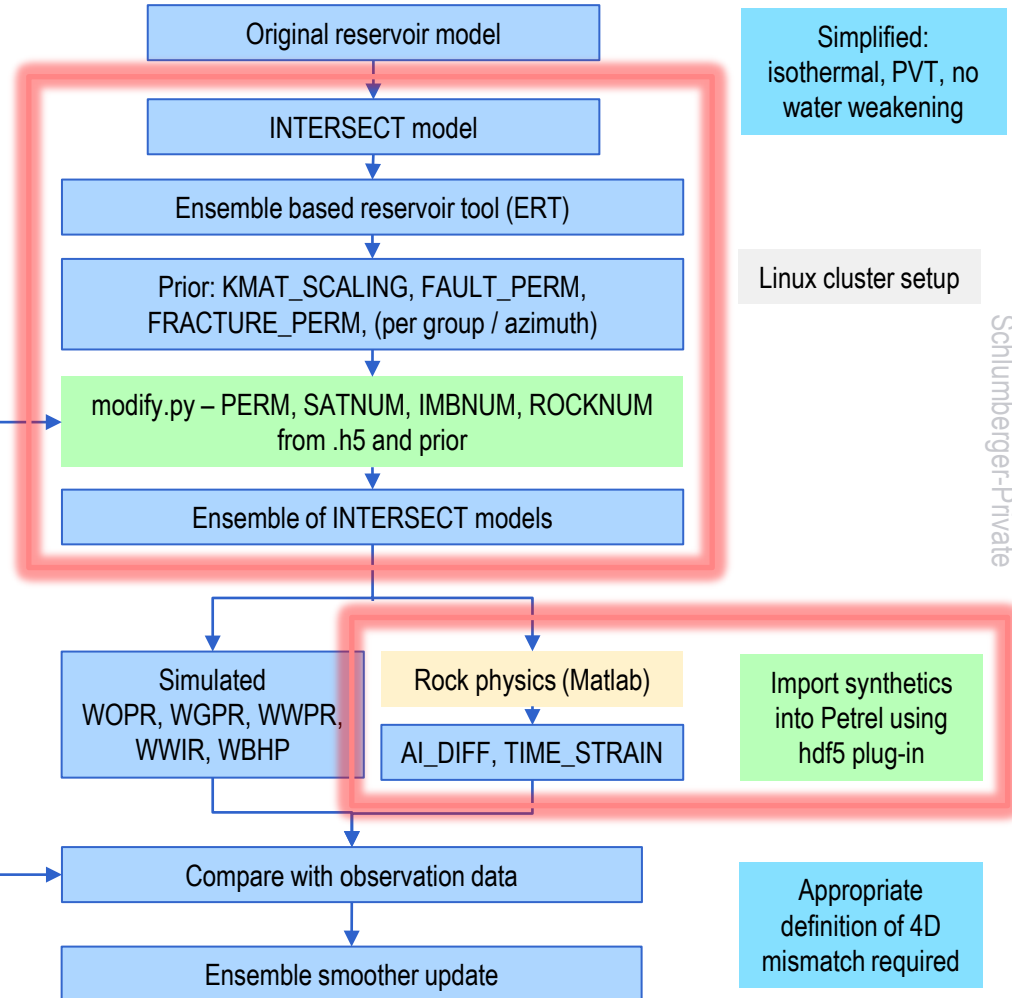 Original reservoir model
Simplified:
isothermal, PVT, no
water weakening
INTERSECT model
Ensemble based reservoir tool (ERT)
Prior: KMAT_SCALING, FAULT_PERM,
FRACTURE_PERM, (per group / azimuth)
Linux cluster setup
modify.py – PERM, SATNUM, IMBNUM, ROCKNUM
from .h5 and prior
Ensemble of INTERSECT models
Schlumberger-Private
Simulated
WOPR, WGPR, WWPR,
WWIR, WBHP
Rock physics (Matlab)
AI_DIFF, TIME_STRAIN
Import synthetics
into Petrel using
hdf5 plug-in
Compare with observation data
Appropriate
definition of 4D
mismatch required
Ensemble smoother update